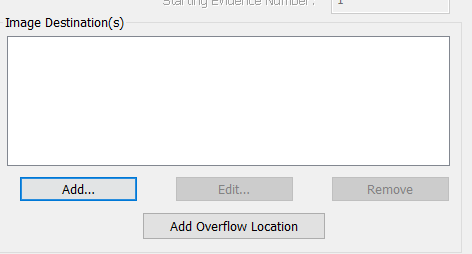 Starting Evidence Number: 1
Image Destination(s)
Add... Edit... Remove
Add Overflow Location